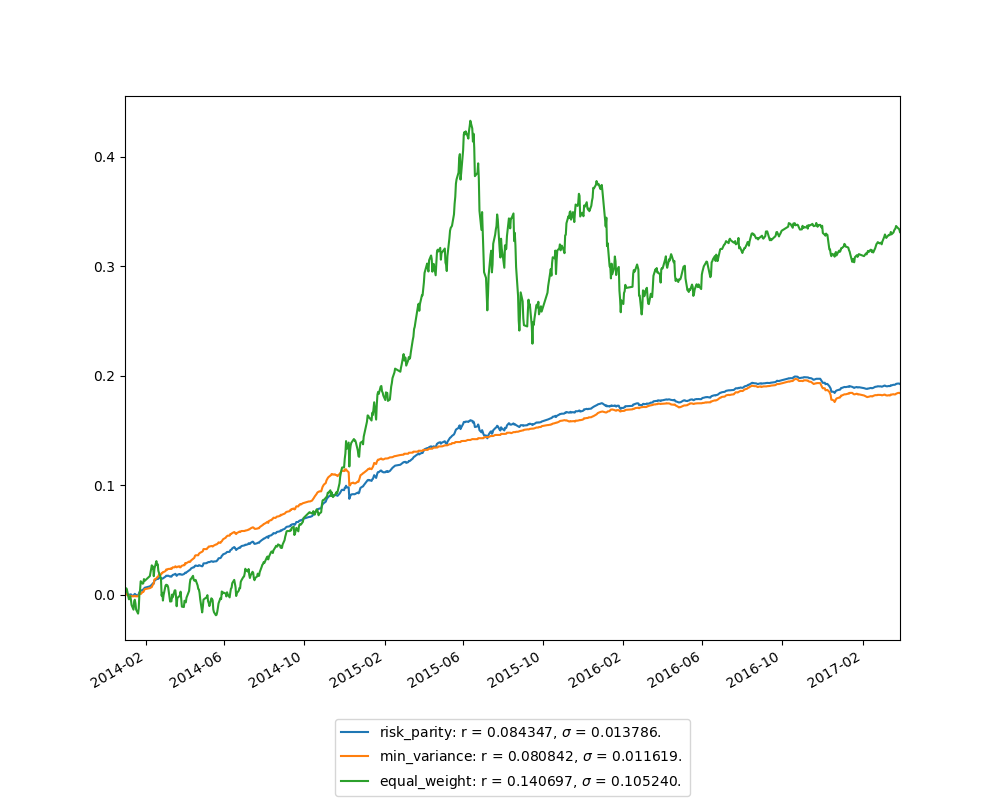 0.4
0.3
0.2
0.1
0.0
2014-02 2014-06 2014-10 2015-02 2015-06 2015-10 2016-02 2016-06 2016-10 2017-02
risk_parity: r = 0.084347, σ = 0.013786.
min_variance: r = 0.080842, σ = 0.011619.
equal_weight: r = 0.140697, σ = 0.105240.